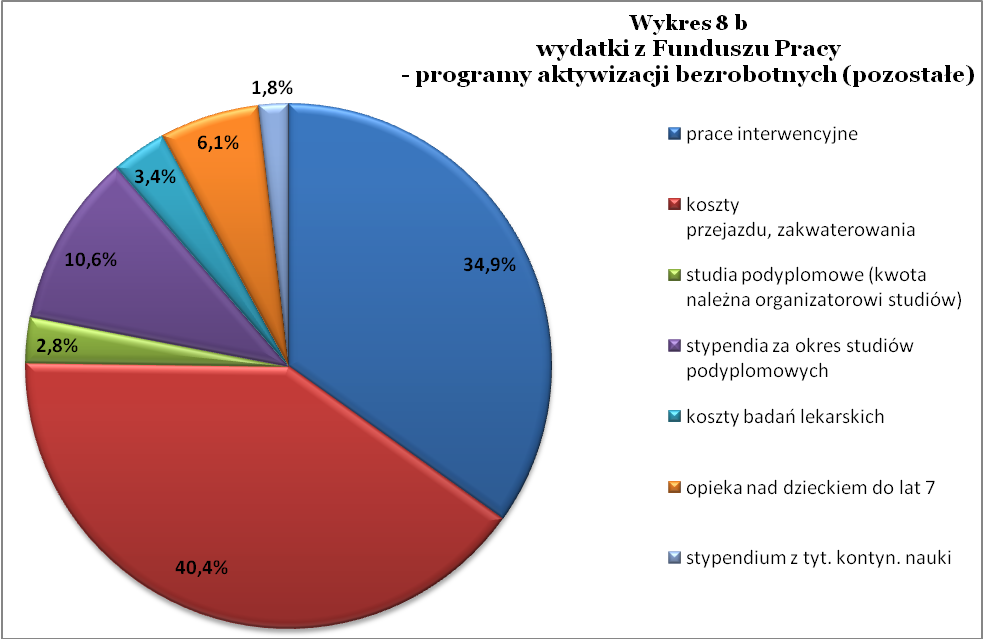 Wykres 8 b
wydatki z Funduszu Pracy
- programy aktywizacji bezrobotnych (pozostałe)
1,8%
6,1%
3,4%
10,6%
2,8%
34,9%
40,4%
prace interwencyjne
koszty
przejazdu, zakwaterowania
studia podyplomowe (kwota
należna organizatorowi studiów)
stypendia za okres studiów
podyplomowych
koszty badań lekarskich
opieka nad dzieckiem do lat 7
stypendium z tyt. kontyn. nauki